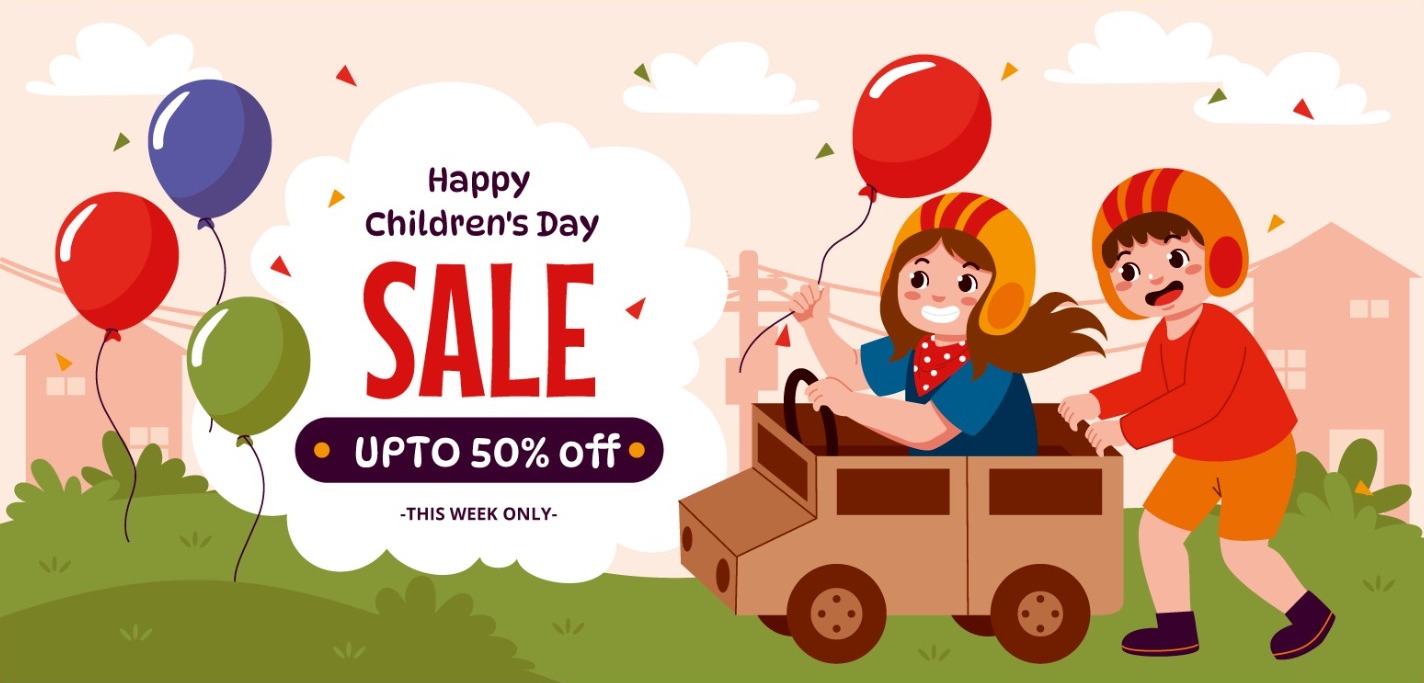 Happy
Children's Day
SALE
UPTO 50% off
-THIS WEEK ONLY-